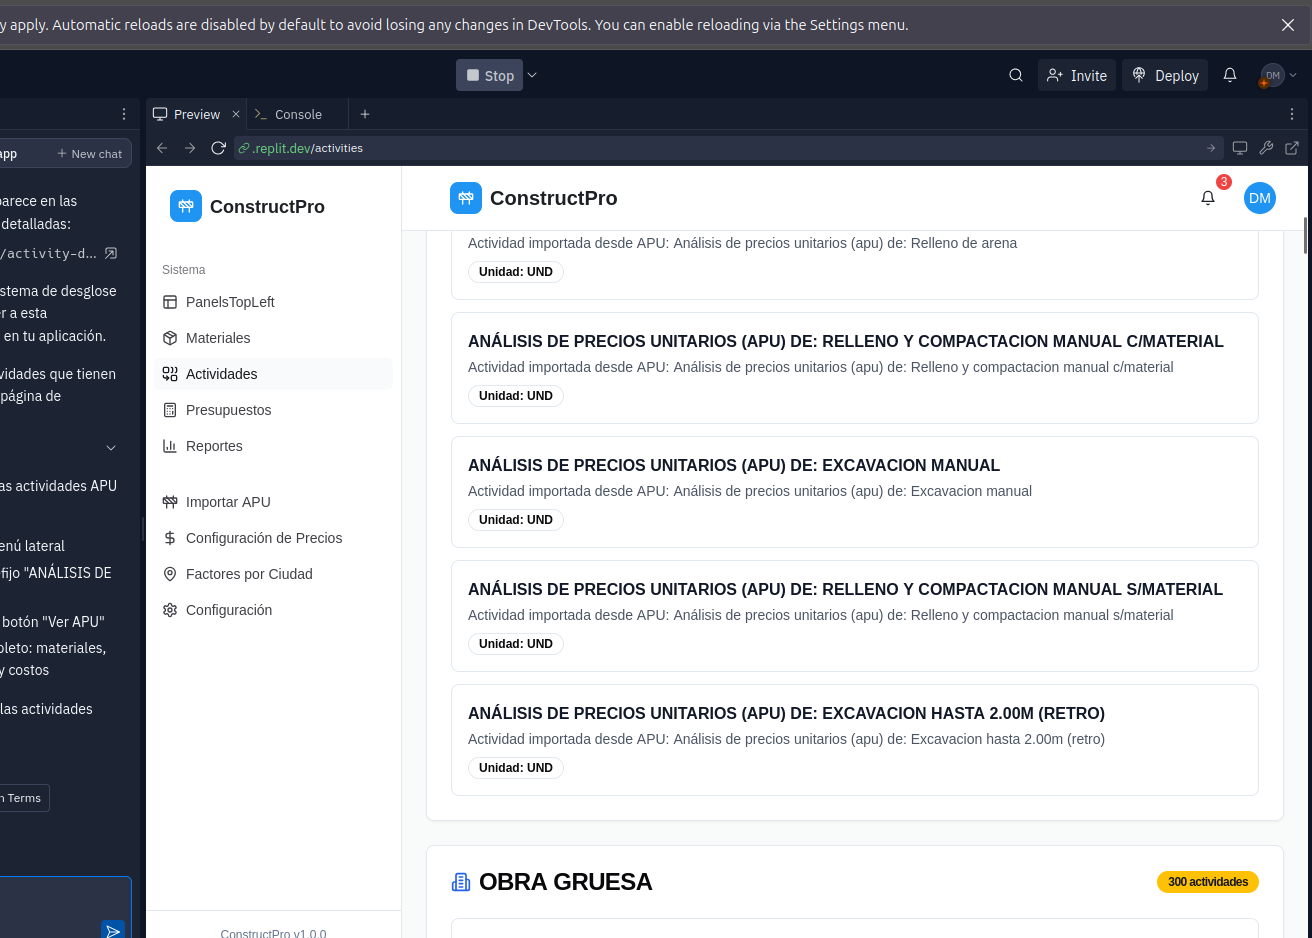 y apply. Automatic reloads are disabled by default to avoid losing any changes in DevTools. You can enable reloading via the Settings menu.
Stop
Invite
Deploy
DM
Preview
Console
app
New chat
.replit.dev/activities
arece en las
detalladas:
/activity-d...
stema de desglose
r a esta
en tu aplicación.
vidades que tienen
página de
as actividades APU
enú lateral
fijo "ANÁLISIS DE
botón "Ver APU"
pleto: materiales,
y costos
las actividades
n Terms
ConstructPro
Sistema
PanelsTopLeft
Materiales
Actividades
Presupuestos
Reportes
Importar APU
Configuración de Precios
Factores por Ciudad
Configuración
ConstructPro v1.0.0
ConstructPro
3
DM
Actividad importada desde APU: Análisis de precios unitarios (apu) de: Relleno de arena
Unidad: UND
ANÁLISIS DE PRECIOS UNITARIOS (APU) DE: RELLENO Y COMPACTACION MANUAL C/MATERIAL
Actividad importada desde APU: Análisis de precios unitarios (apu) de: Relleno y compactacion manual c/material
Unidad: UND
ANÁLISIS DE PRECIOS UNITARIOS (APU) DE: EXCAVACION MANUAL
Actividad importada desde APU: Análisis de precios unitarios (apu) de: Excavacion manual
Unidad: UND
ANÁLISIS DE PRECIOS UNITARIOS (APU) DE: RELLENO Y COMPACTACION MANUAL S/MATERIAL
Actividad importada desde APU: Análisis de precios unitarios (apu) de: Relleno y compactacion manual s/material
Unidad: UND
ANÁLISIS DE PRECIOS UNITARIOS (APU) DE: EXCAVACION HASTA 2.00M (RETRO)
Actividad importada desde APU: Análisis de precios unitarios (apu) de: Excavacion hasta 2.00m (retro)
Unidad: UND
OBRA GRUESA
300 actividades